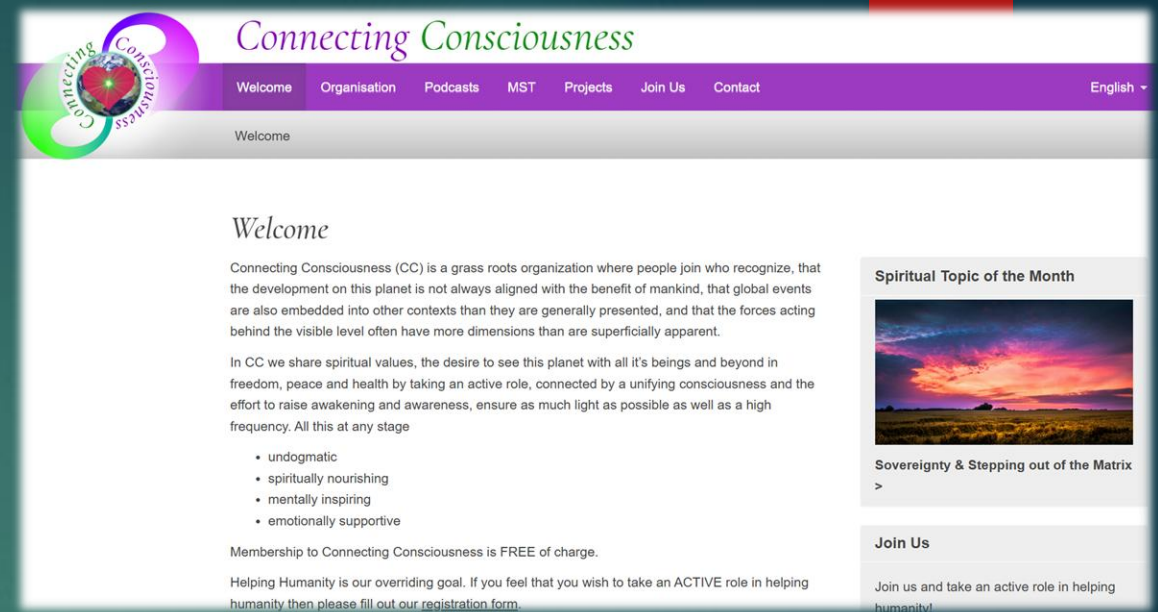 Connecting Consciousness
Connecting Consciousness
Welcome Organisation Podcasts MST Projects Join Us Contact English
Welcome
Welcome
Connecting Consciousness (CC) is a grass roots organization where people join who recognize, that
the development on this planet is not always aligned with the benefit of mankind, that global events
are also embedded into other contexts than they are generally presented, and that the forces acting
behind the visible level often have more dimensions than are superficially apparent.
In CC we share spiritual values, the desire to see this planet with all it's beings and beyond in
freedom, peace and health by taking an active role, connected by a unifying consciousness and the
effort to raise awakening and awareness, ensure as much light as possible as well as a high
frequency. All this at any stage
• undogmatic
• spiritually nourishing
• mentally inspiring
• emotionally supportive
Membership to Connecting Consciousness is FREE of charge.
Helping Humanity is our overriding goal. If you feel that you wish to take an ACTIVE role in helping
humanity then please fill out our registration form.
Spiritual Topic of the Month
Sovereignty & Stepping out of the Matrix
>
Join Us
Join us and take an active role in helping
humanity!